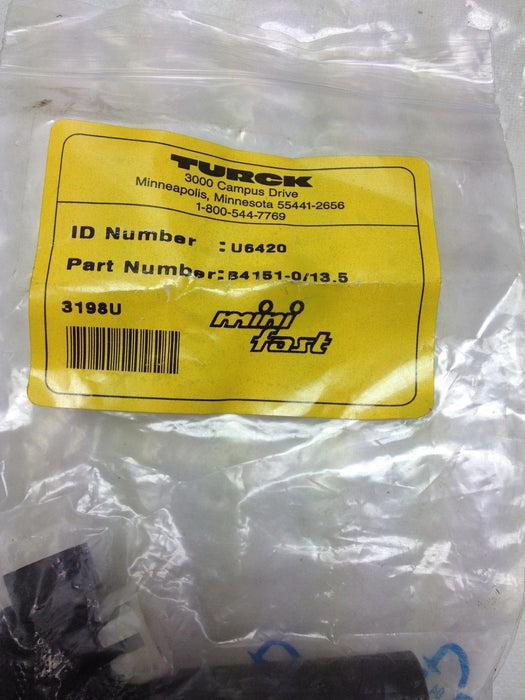 TURCK
3000 Campus Drive
Minneapolis, Minnesota 55441-2656
1-800-544-7769
ID Number : U6420
Part Number: B4151-0/13.5
3198U
mini
fast